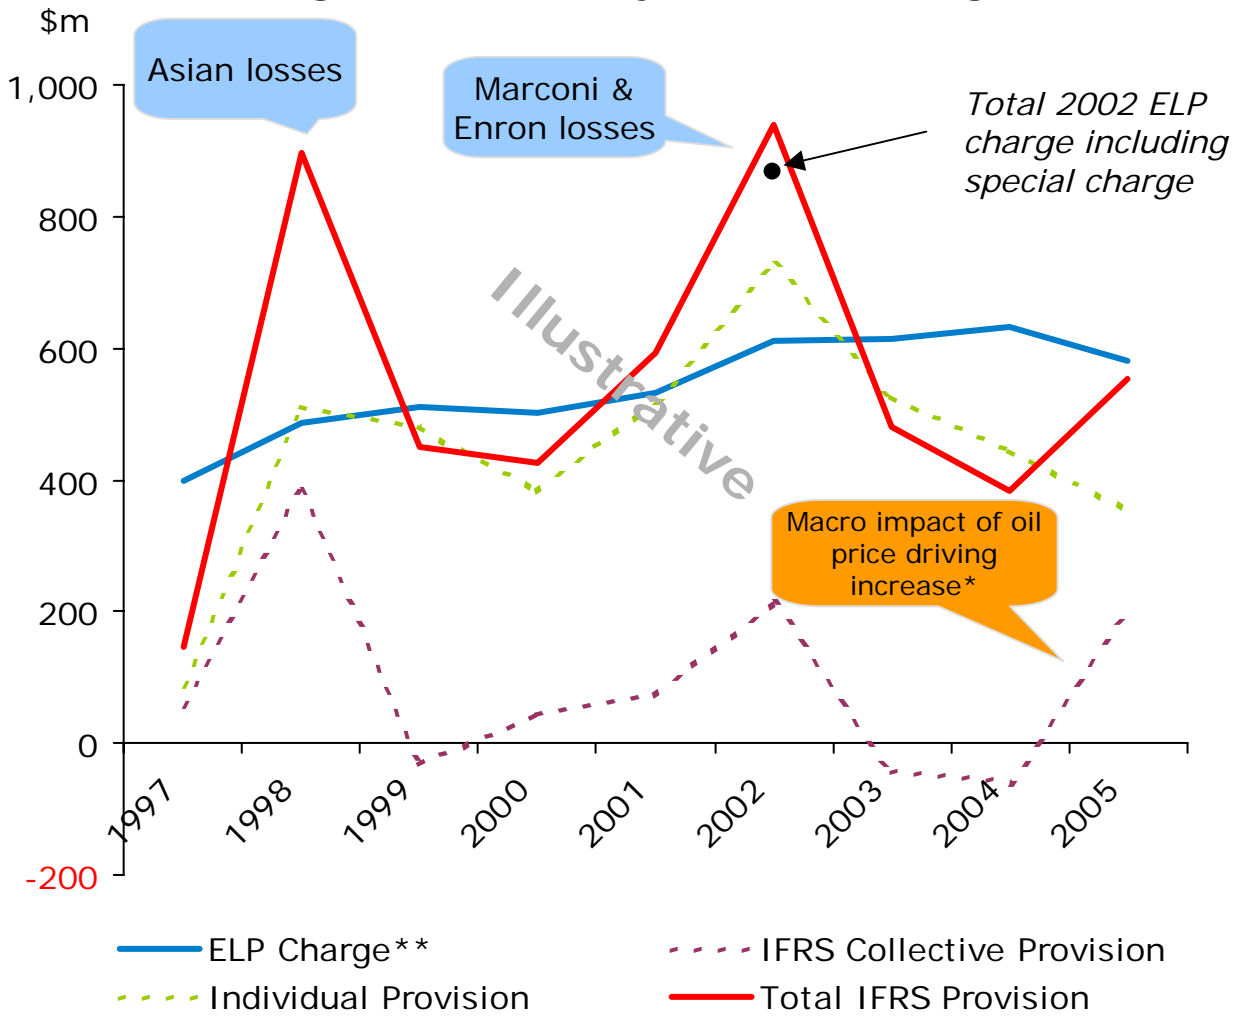 $m
Asian losses
Marconi &
Enron losses
Total 2002 ELP
charge including
special charge
1,000
800
600
400
200
0
-200
Illustrative
Macro impact of oil
price driving
increase*
1997
1998
1999
2000
2001
2002
2003
2004
2005
ELP Charge**
IFRS Collective Provision
Individual Provision
Total IFRS Provision